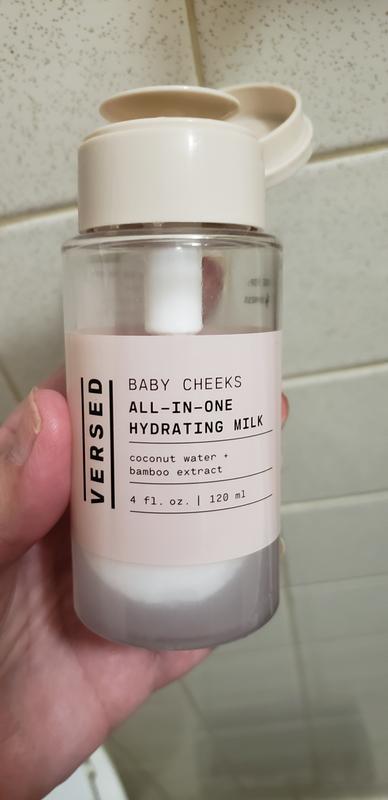 VERSED
BABY CHEEKS
ALL-IN-ONE
HYDRATING MILK
coconut water +
bamboo extract
4 fl. oz. | 120 ml